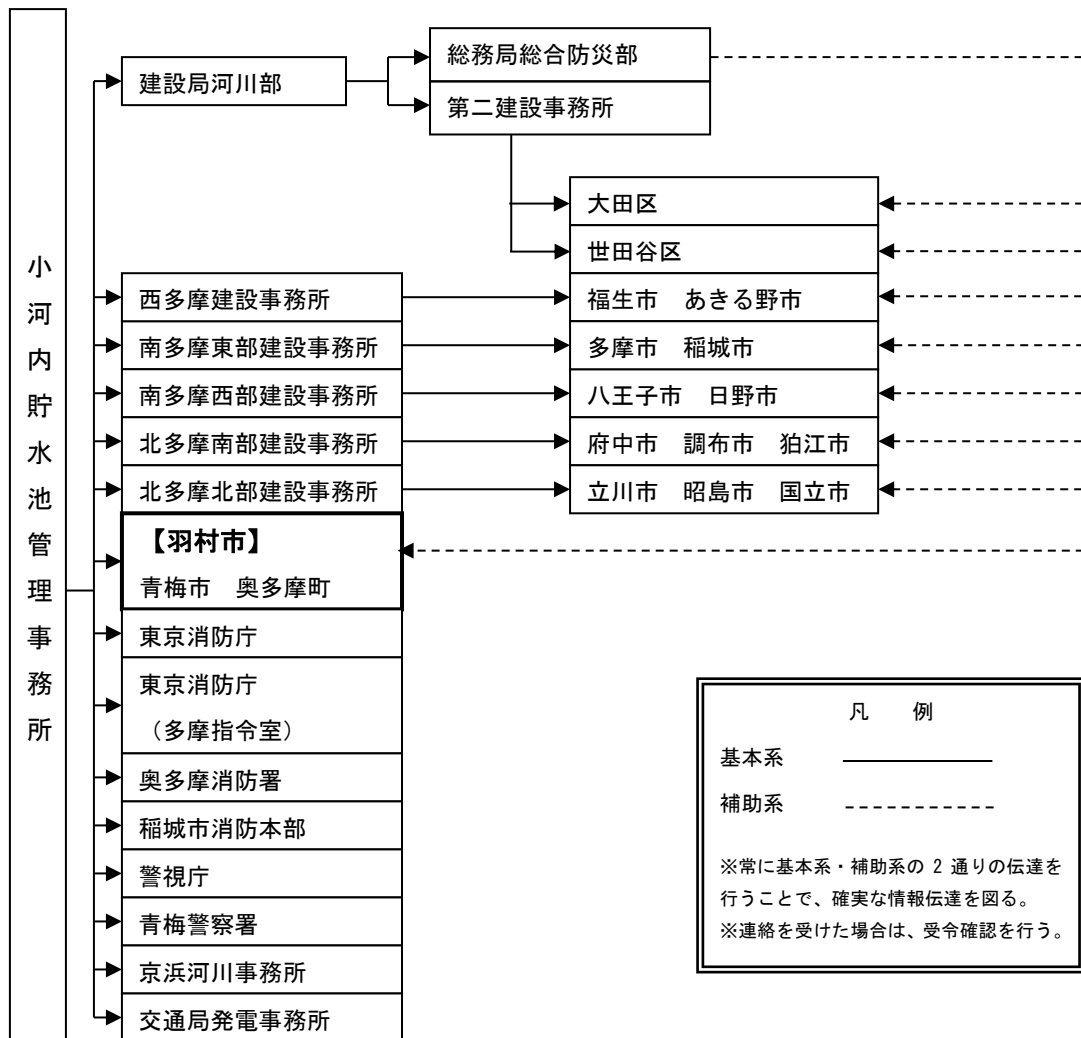 小河内貯水池管理事務所
建設局河川部
総務局総合防災部
第二建設事務所
大田区
世田谷区
西多摩建設事務所
福生市　あきる野市
南多摩東部建設事務所
多摩市　稲城市
南多摩西部建設事務所
八王子市　日野市
北多摩南部建設事務所
府中市　調布市　狛江市
北多摩北部建設事務所
立川市　昭島市　国立市
【羽村市】
青梅市　奥多摩町
東京消防庁
東京消防庁
（多摩指令室）
奥多摩消防署
稲城市消防本部
警視庁
青梅警察署
京浜河川事務所
交通局発電事務所
凡　例
基本系
補助系
※常に基本系・補助系の 2 通りの伝達を
行うことで、確実な情報伝達を図る。
※連絡を受けた場合は、受令確認を行う。